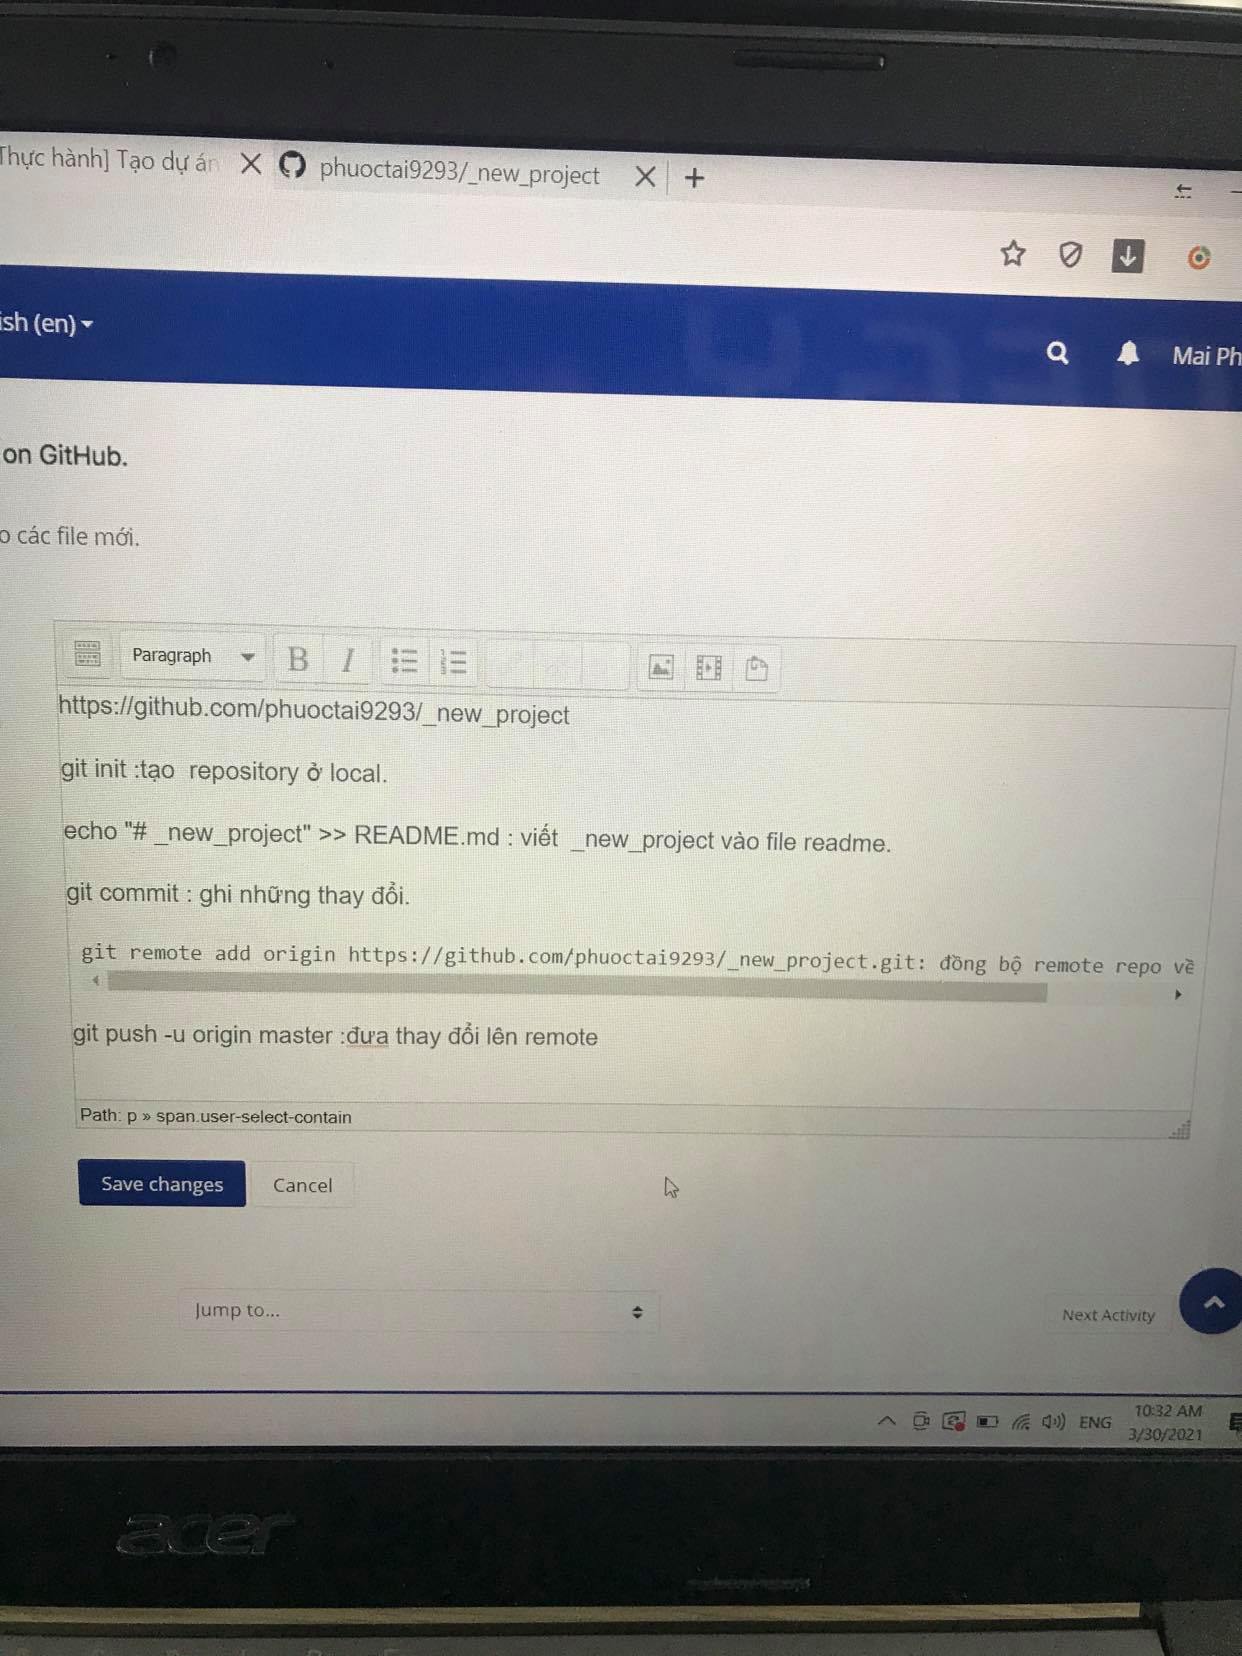 Thực hành] Tạo dự án
phuoctai9293/_new_project
ish (en)
Mai Ph
on GitHub.
o các file mới.
Paragraph
B I
https://github.com/phuoctai9293/_new_project
git init :tạo  repository ở local.
echo "# _new_project" >> README.md : viết  _new_project vào file readme.
git commit : ghi những thay đổi.
git remote add origin https://github.com/phuoctai9293/_new_project.git: đồng bộ remote repo về
git push -u origin master :đưa thay đổi lên remote
Path: p » span.user-select-contain
Save changes
Cancel
Jump to...
Next Activity
ENG
10:32 AM
3/30/2021
acer